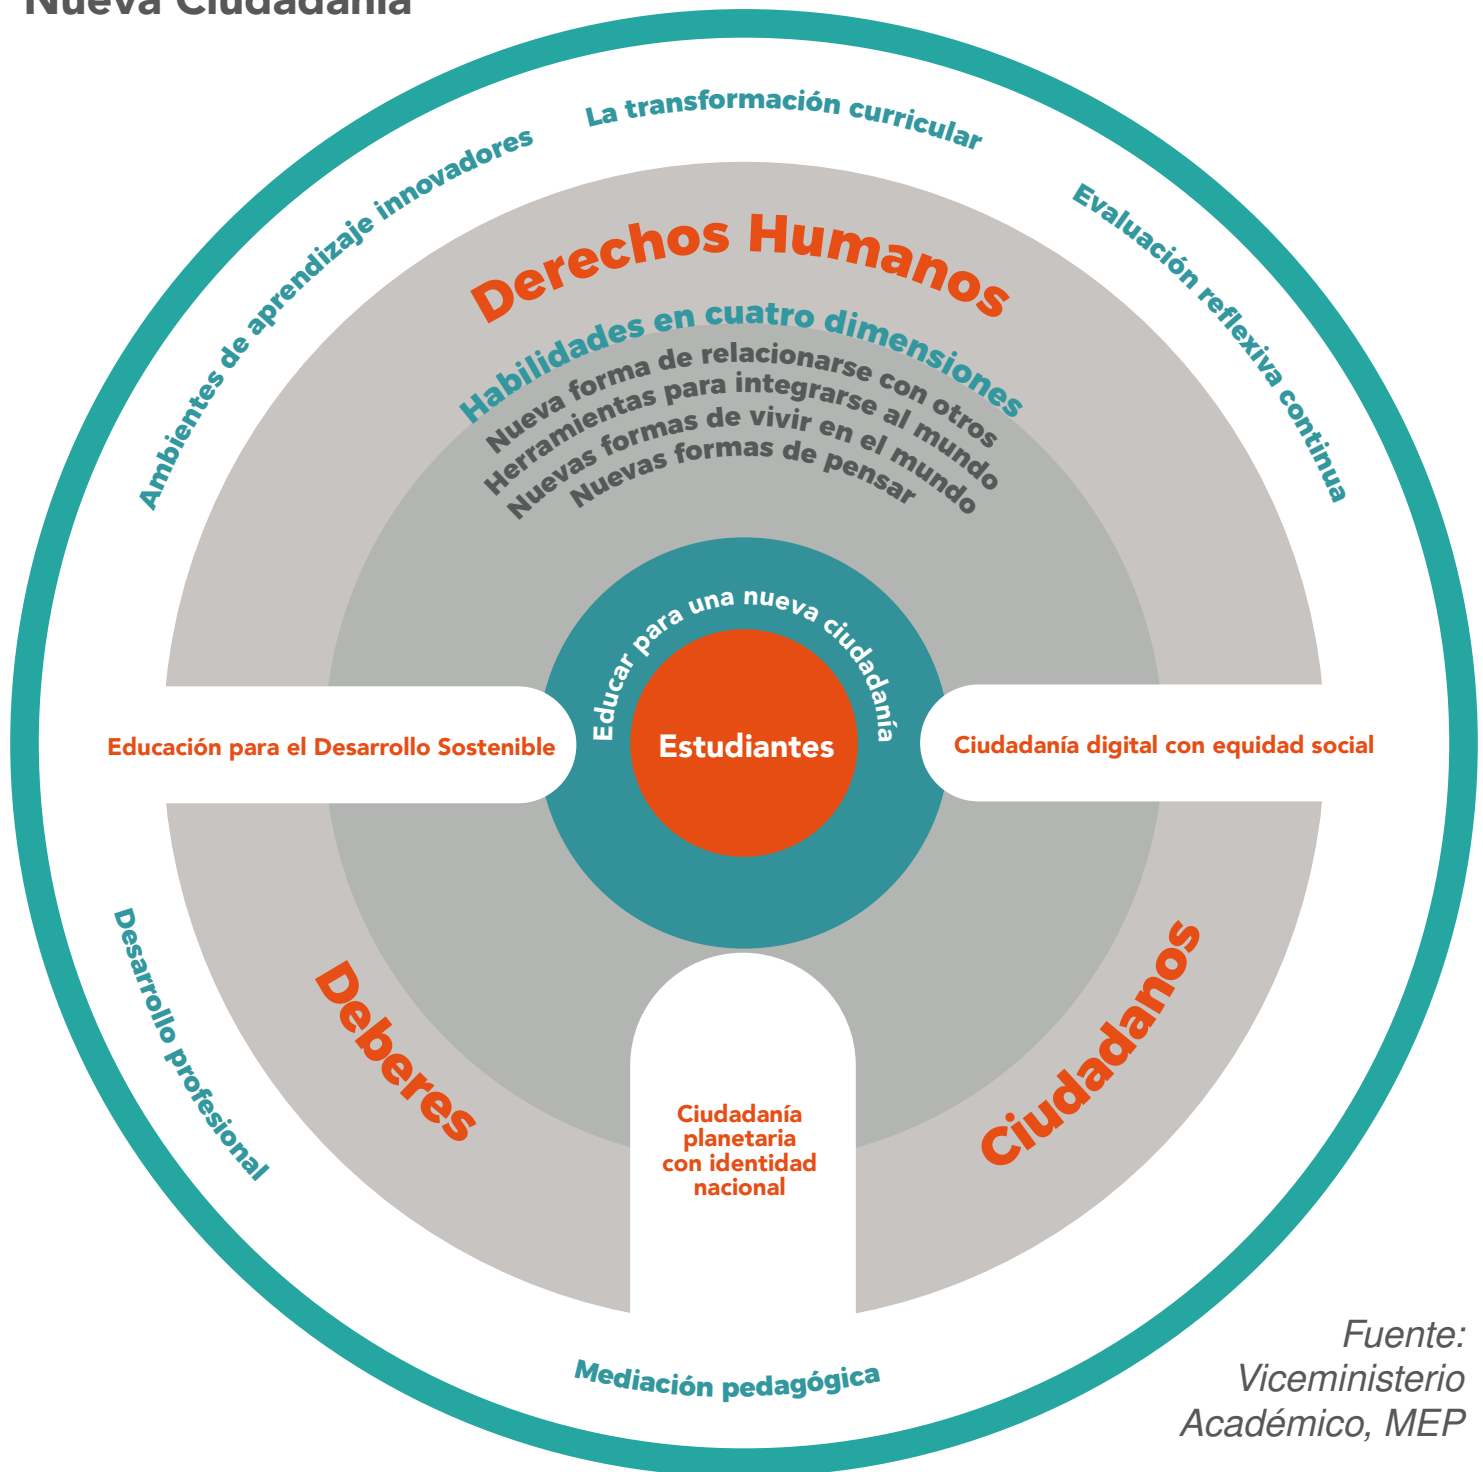 Nueva Ciudadanía
La transformación curricular
Ambientes de aprendizaje innovadores
Evaluación reflexiva continua
Derechos Humanos
Habilidades en cuatro dimensiones
Nueva forma de relacionarse con otros
Herramientas para integrarse al mundo
Nuevas formas de vivir en el mundo
Nuevas formas de pensar
Educar para una nueva ciudadanía
Estudiantes
Educación para el Desarrollo Sostenible
Ciudadanía digital con equidad social
Desarrollo profesional
Deberes
Ciudadanos
Ciudadanía
planetaria
con identidad
nacional
Mediación pedagógica
Fuente:
Viceministerio
Académico, MEP